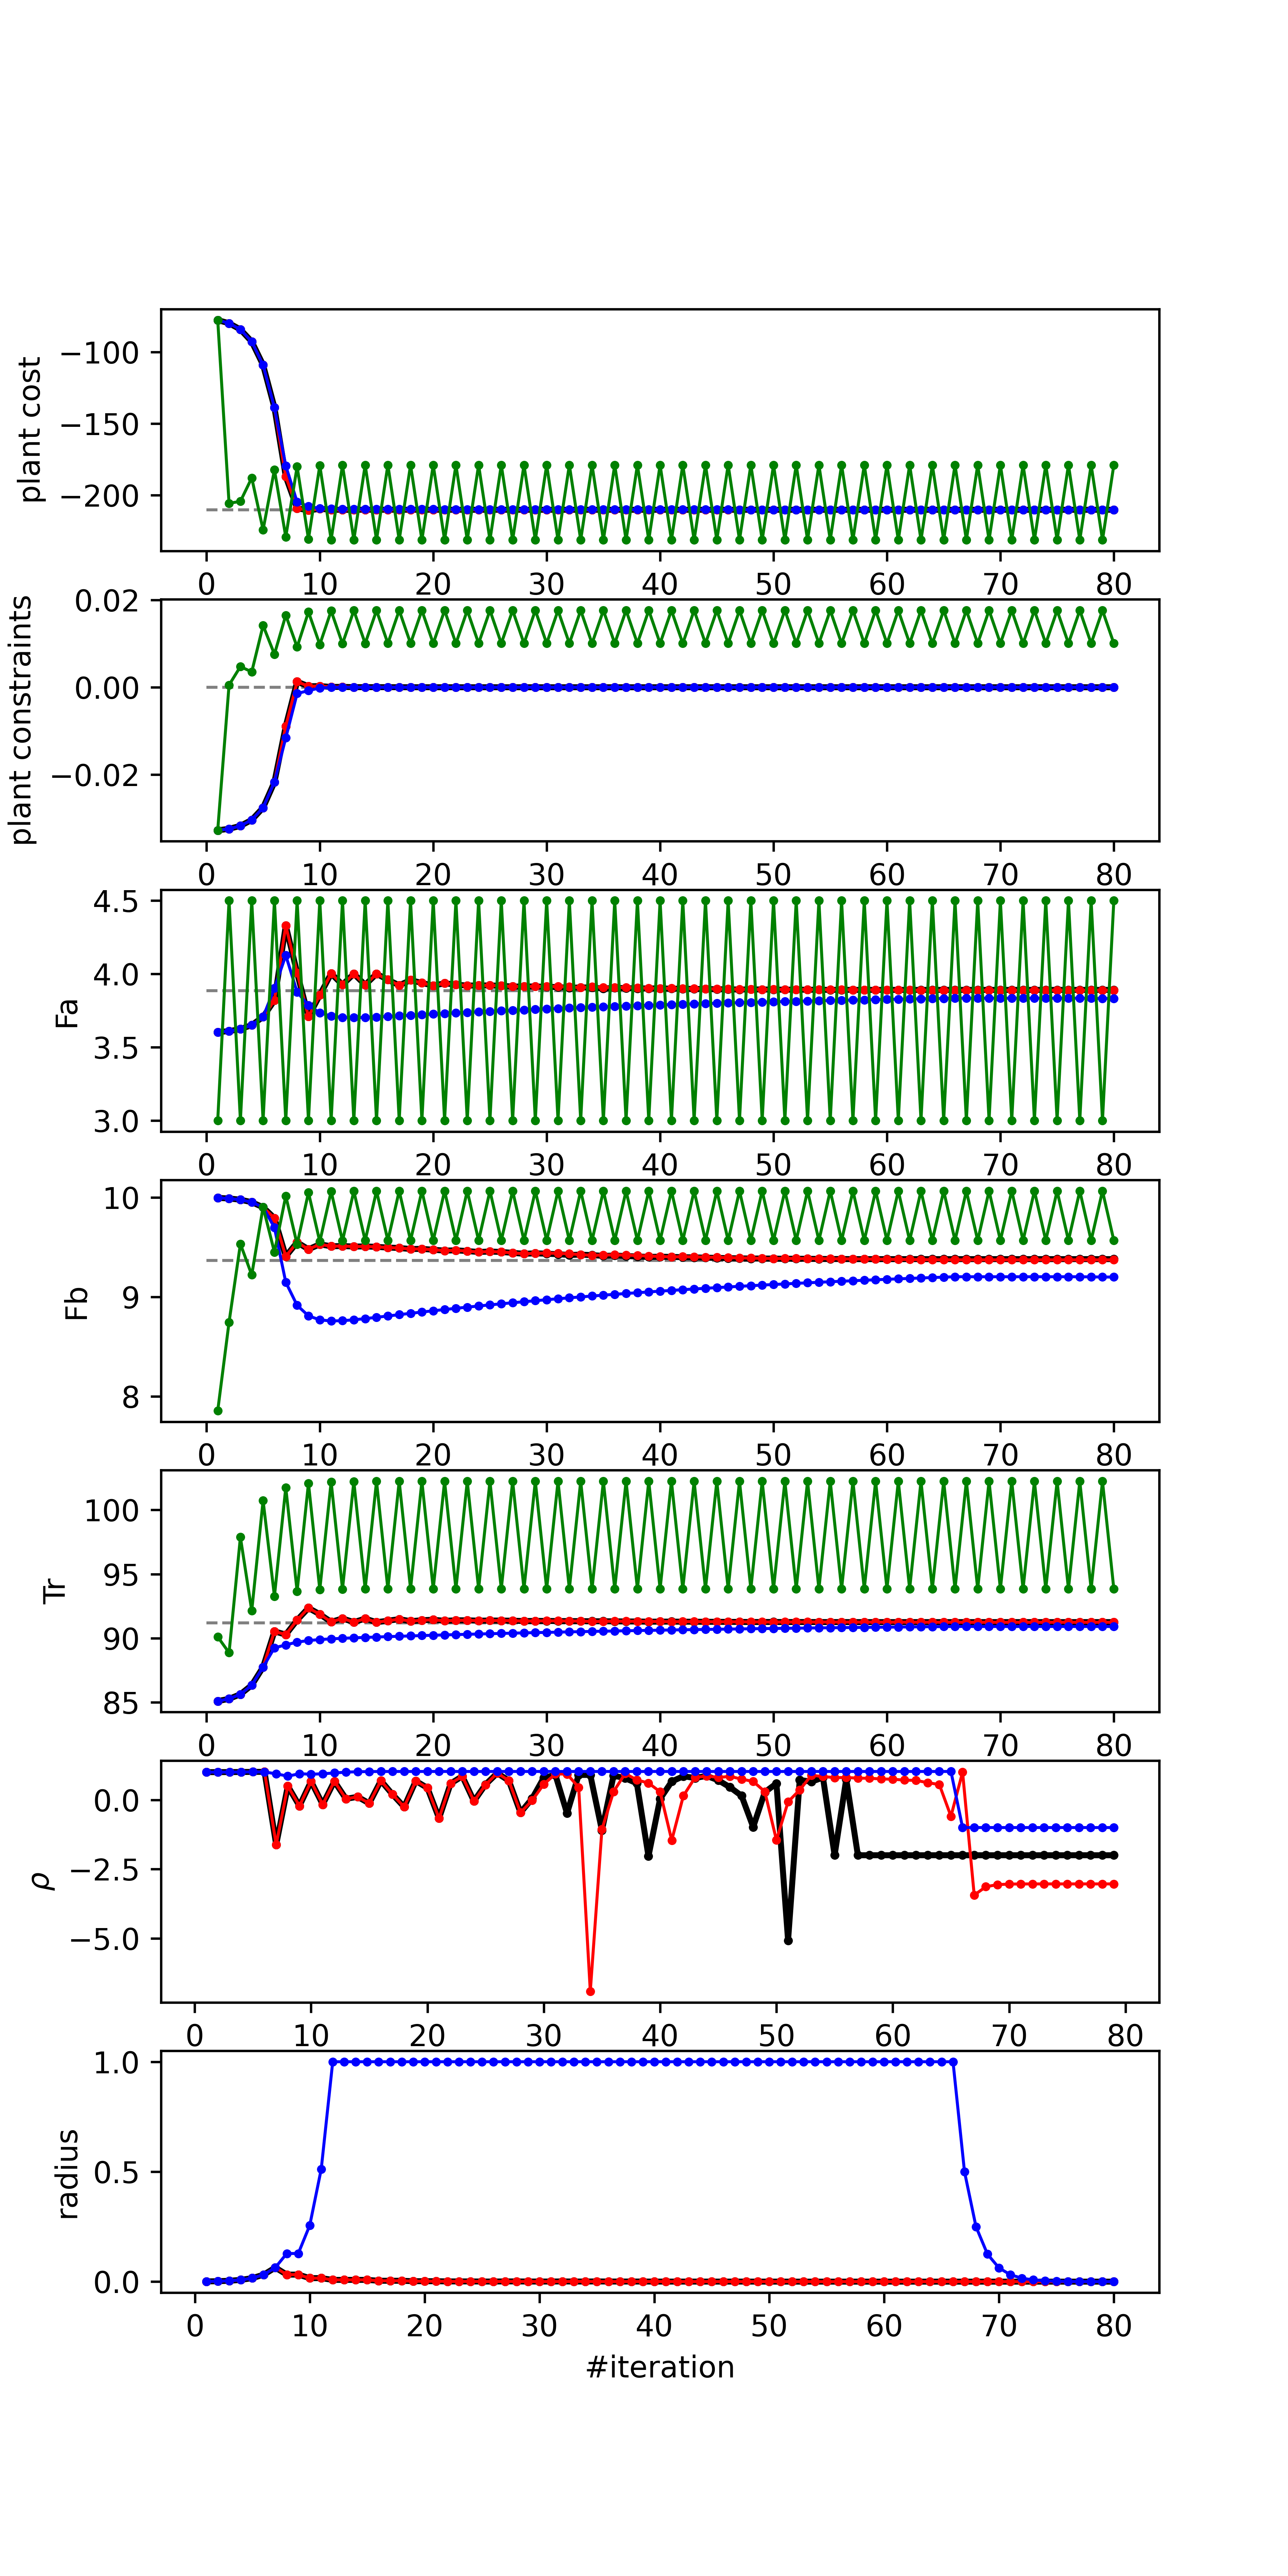 plant cost
−100
−150
−200
0 10 20 30 40 50 60 70 80
plant constraints
0.02
0.00
−0.02
0 10 20 30 40 50 60 70 80
Fa
4.5
4.0
3.5
3.0
0 10 20 30 40 50 60 70 80
Fb
10
9
8
0 10 20 30 40 50 60 70 80
Tr
100
95
90
85
0 10 20 30 40 50 60 70 80
ρ
0.0
−2.5
−5.0
0 10 20 30 40 50 60 70 80
radius
1.0
0.5
0.0
0 10 20 30 40 50 60 70 80
#iteration